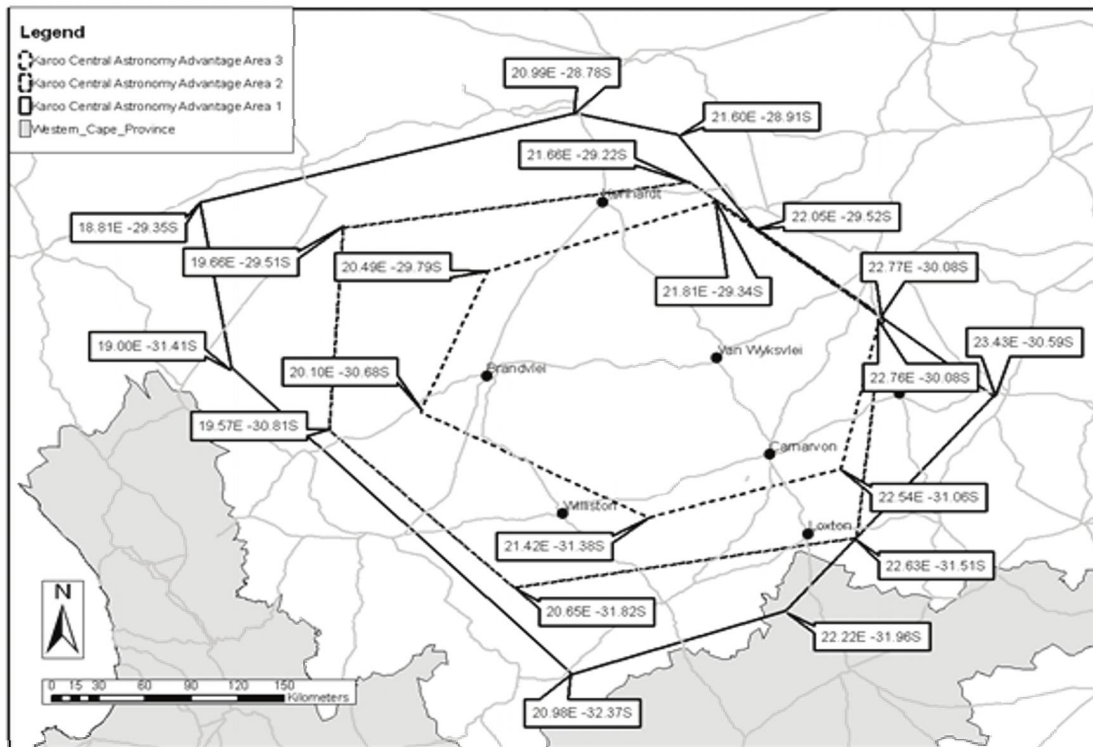 Legend
Karoo Central Astronomy Advantage Area 3
Karoo Central Astronomy Advantage Area 2
Karoo Central Astronomy Advantage Area 1
Western_Cape_Province
20.99E -28.78S
21.60E -28.91S
21.66E -29.22S
Kenhardt
18.81E -29.35S
22.05E -29.52S
19.66E -29.51S
20.49E -29.79S
22.77E -30.08S
21.81E -29.34S
19.00E -31.41S
23.43E -30.59S
Van Wyksvlei
20.10E -30.68S
Brandvlei
22.76E -30.08S
19.57E -30.81S
Carnarvon
22.54E -31.06S
Williston
21.42E -31.38S
Loxton
22.63E -31.51S
20.65E -31.82S
22.22E -31.96S
N
0 15 30 60 90 120 150
Kilometers
20.98E -32.37S